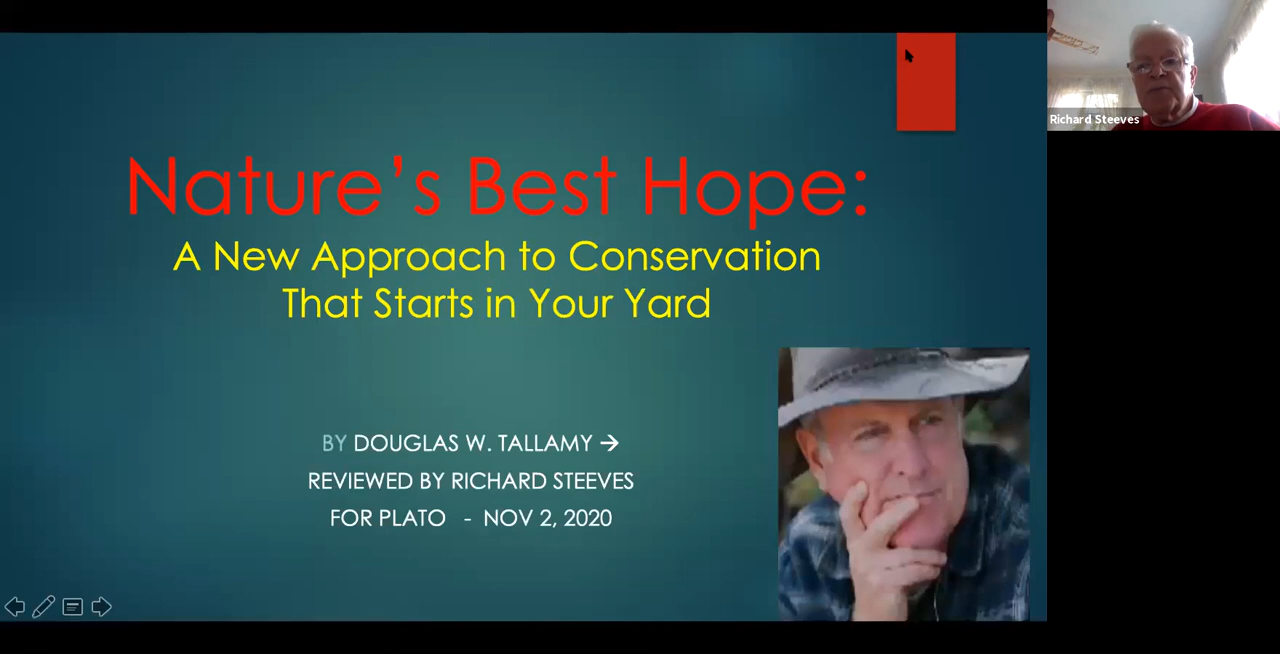 Nature’s Best Hope:
A New Approach to Conservation
That Starts in Your Yard
BY DOUGLAS W. TALLAMY →
REVIEWED BY RICHARD STEEVES
FOR PLATO - NOV 2, 2020
Richard Steeves